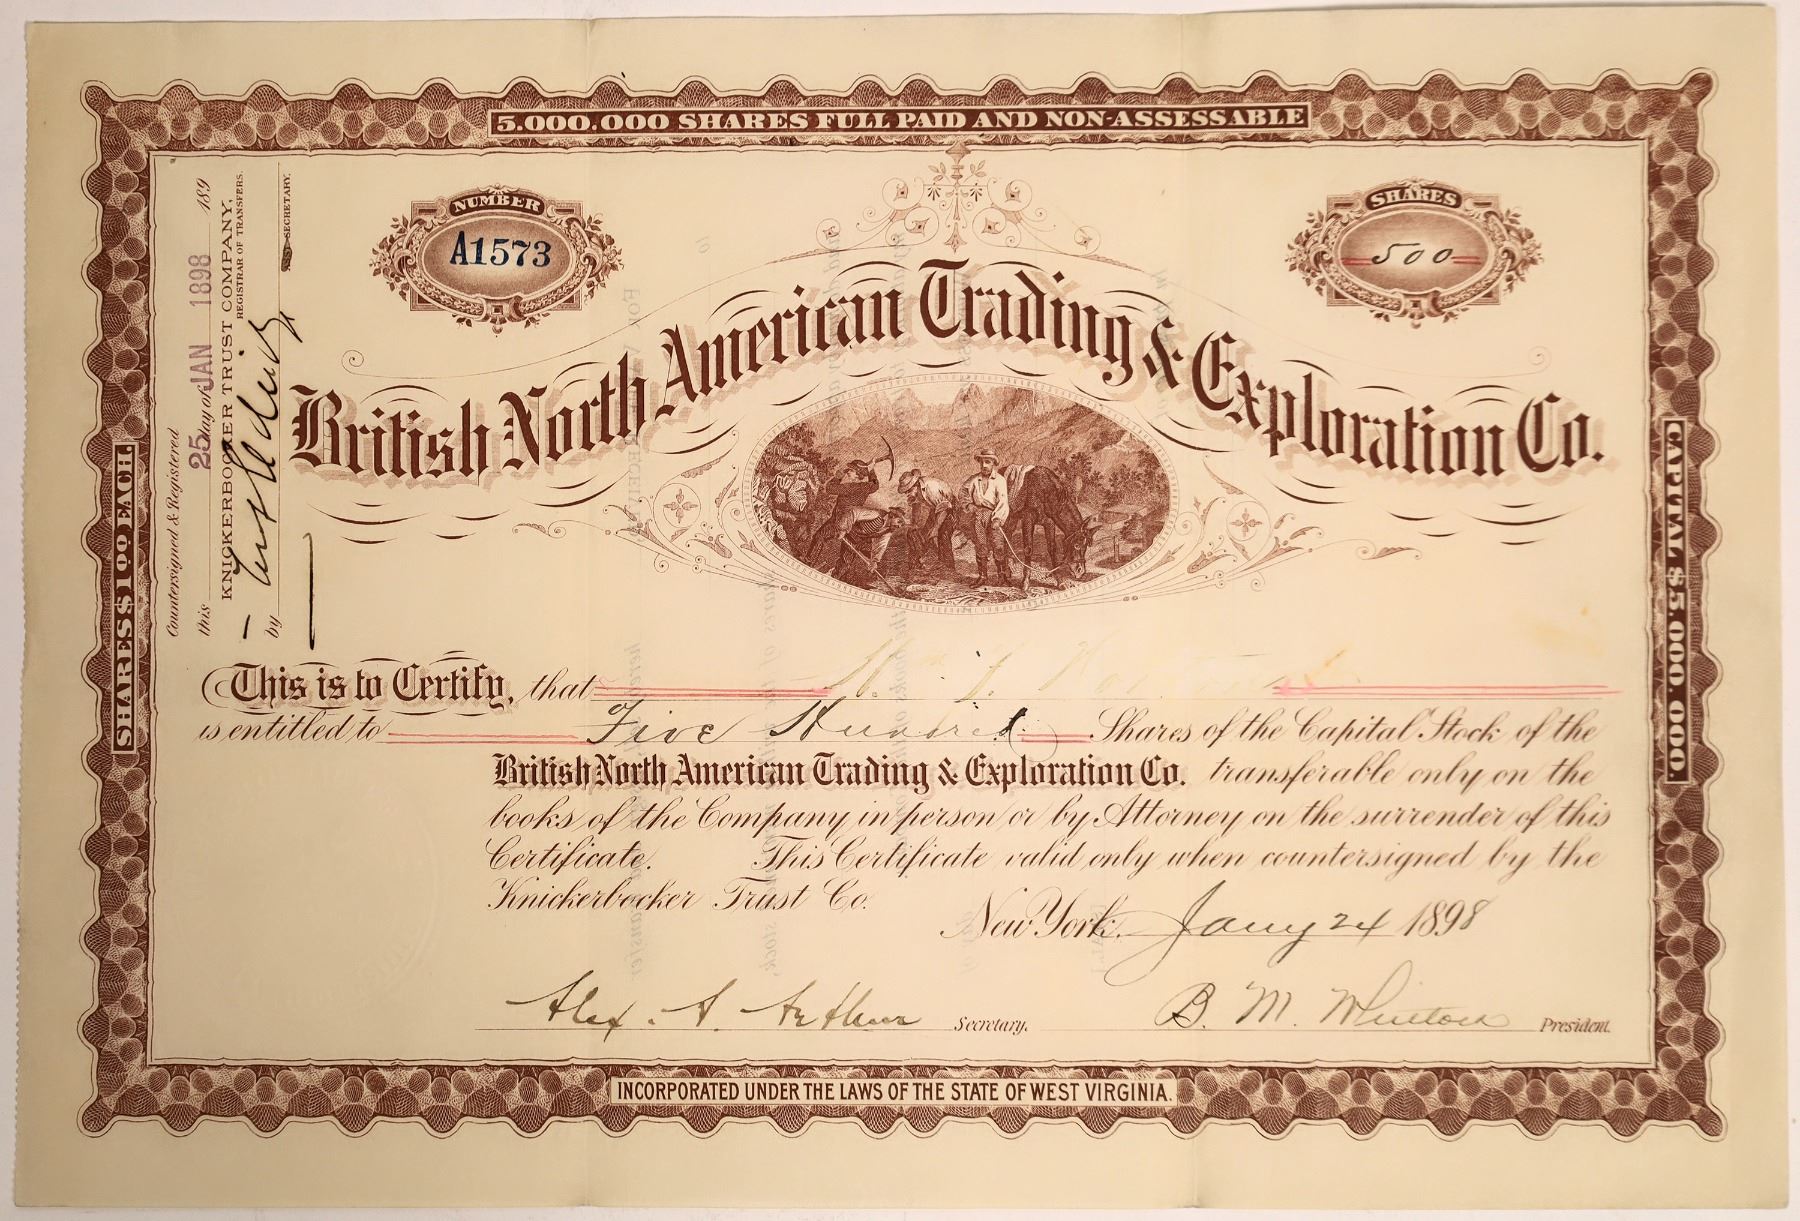 5.000.000 SHARES FULL PAID AND NON-ASSESSABLE
NUMBER
A1573
SHARES
500
British North American Trading & Exploration Co.
Countersigned & Registered
this 25 day of JAN 1898 189
KNICKERBOCKER TRUST COMPANY,
REGISTRAR OF TRANSFERS.
by
SECRETARY.
SHARES $1 00 EACH.
CAPITAL $5.000.000.
This is to Certify, that Wm J.
is entitled to Five Hundred Shares of the Capital Stock of the
British North American Trading & Exploration Co. transferable only on the
books of the Company in person or by Attorney on the surrender of this
Certificate. This Certificate valid only when countersigned by the
Knickerbocker Trust Co.
New York, Jany 24 1898
Alex. S. Arthur Secretary.
B. M. President.
INCORPORATED UNDER THE LAWS OF THE STATE OF WEST VIRGINIA.